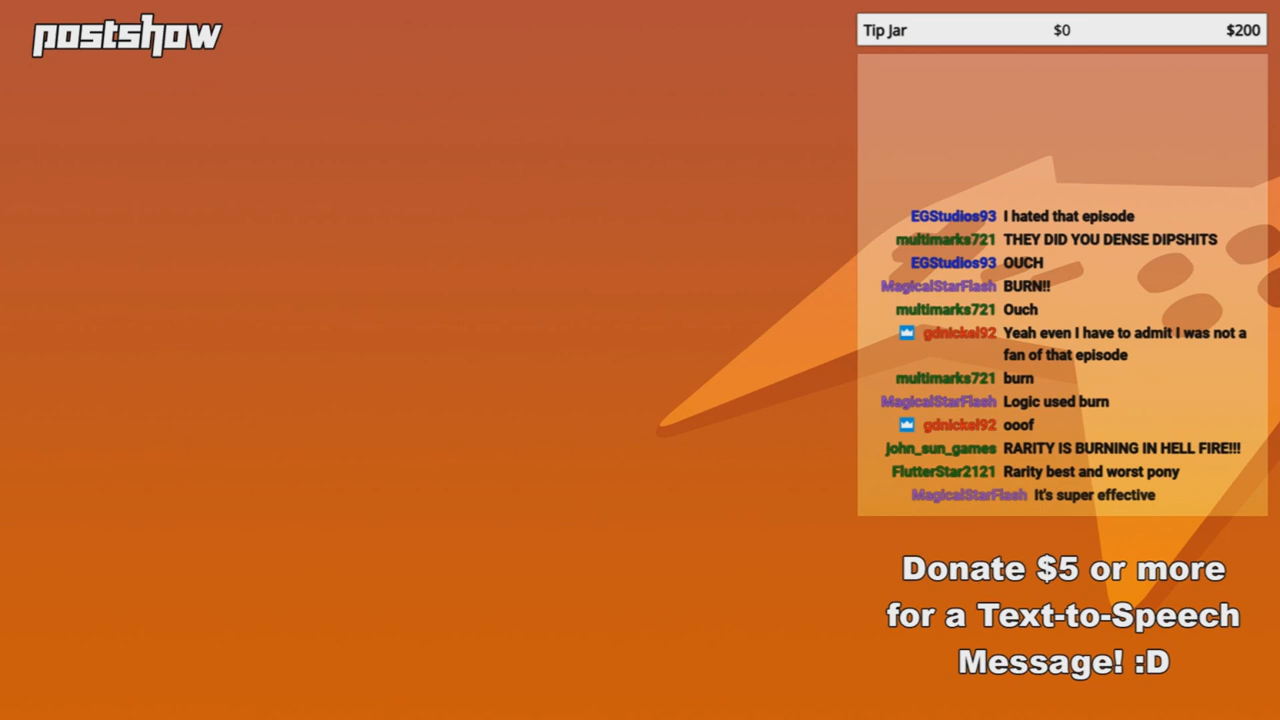 postshow
Tip Jar $0 $200
EGStudios93 I hated that episode
multimarks721 THEY DID YOU DENSE DIPSHITS
EGStudios93 OUCH
MagicalStarFlash BURN!!
multimarks721 Ouch
gdnickel92 Yeah even I have to admit I was not a
fan of that episode
multimarks721 burn
MagicalStarFlash Logic used burn
gdnickel92 ooof
john_sun_games RARITY IS BURNING IN HELL FIRE!!!
FlutterStar2121 Rarity best and worst pony
MagicalStarFlash It's super effective
Donate $5 or more
for a Text-to-Speech
Message! :D